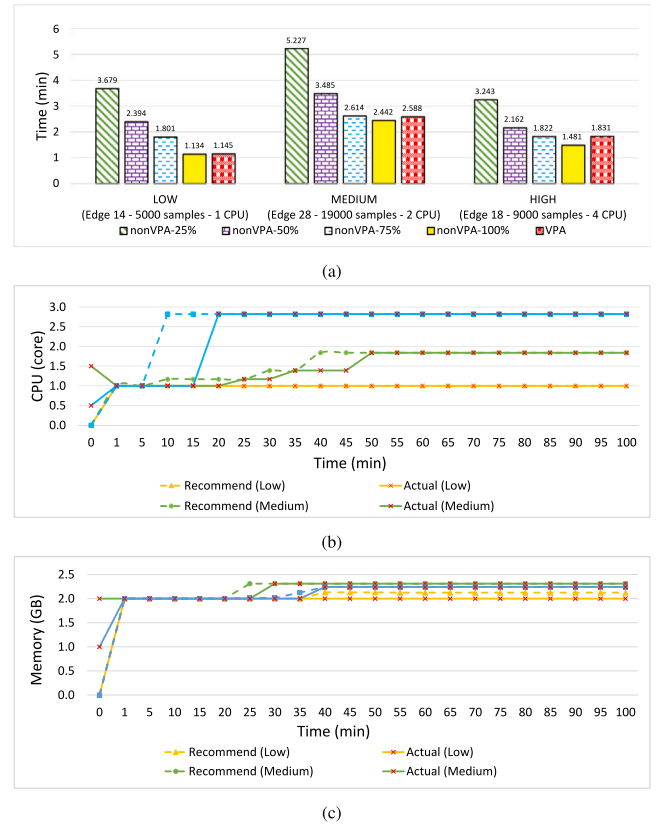 6
5
4
3
2
1
0
Time (min)
3.679
2.394
1.801
1.134
1.145
5.227
3.485
2.614
2.442
2.588
3.243
2.162
1.822
1.481
1.831
LOW MEDIUM HIGH
(Edge 14 - 5000 samples - 1 CPU) (Edge 28 - 19000 samples - 2 CPU) (Edge 18 - 9000 samples - 4 CPU)
nonVPA-25% nonVPA-50% nonVPA-75% nonVPA-100% VPA
(a)
3.0
2.5
2.0
1.5
1.0
0.5
0.0
CPU (core)
0 1 5 10 15 20 25 30 35 40 45 50 55 60 65 70 75 80 85 90 95 100
Time (min)
Recommend (Low) Actual (Low)
Recommend (Medium) Actual (Medium)
(b)
2.5
2.0
1.5
1.0
0.5
0.0
Memory (GB)
0 1 5 10 15 20 25 30 35 40 45 50 55 60 65 70 75 80 85 90 95 100
Time (min)
Recommend (Low) Actual (Low)
Recommend (Medium) Actual (Medium)
(c)